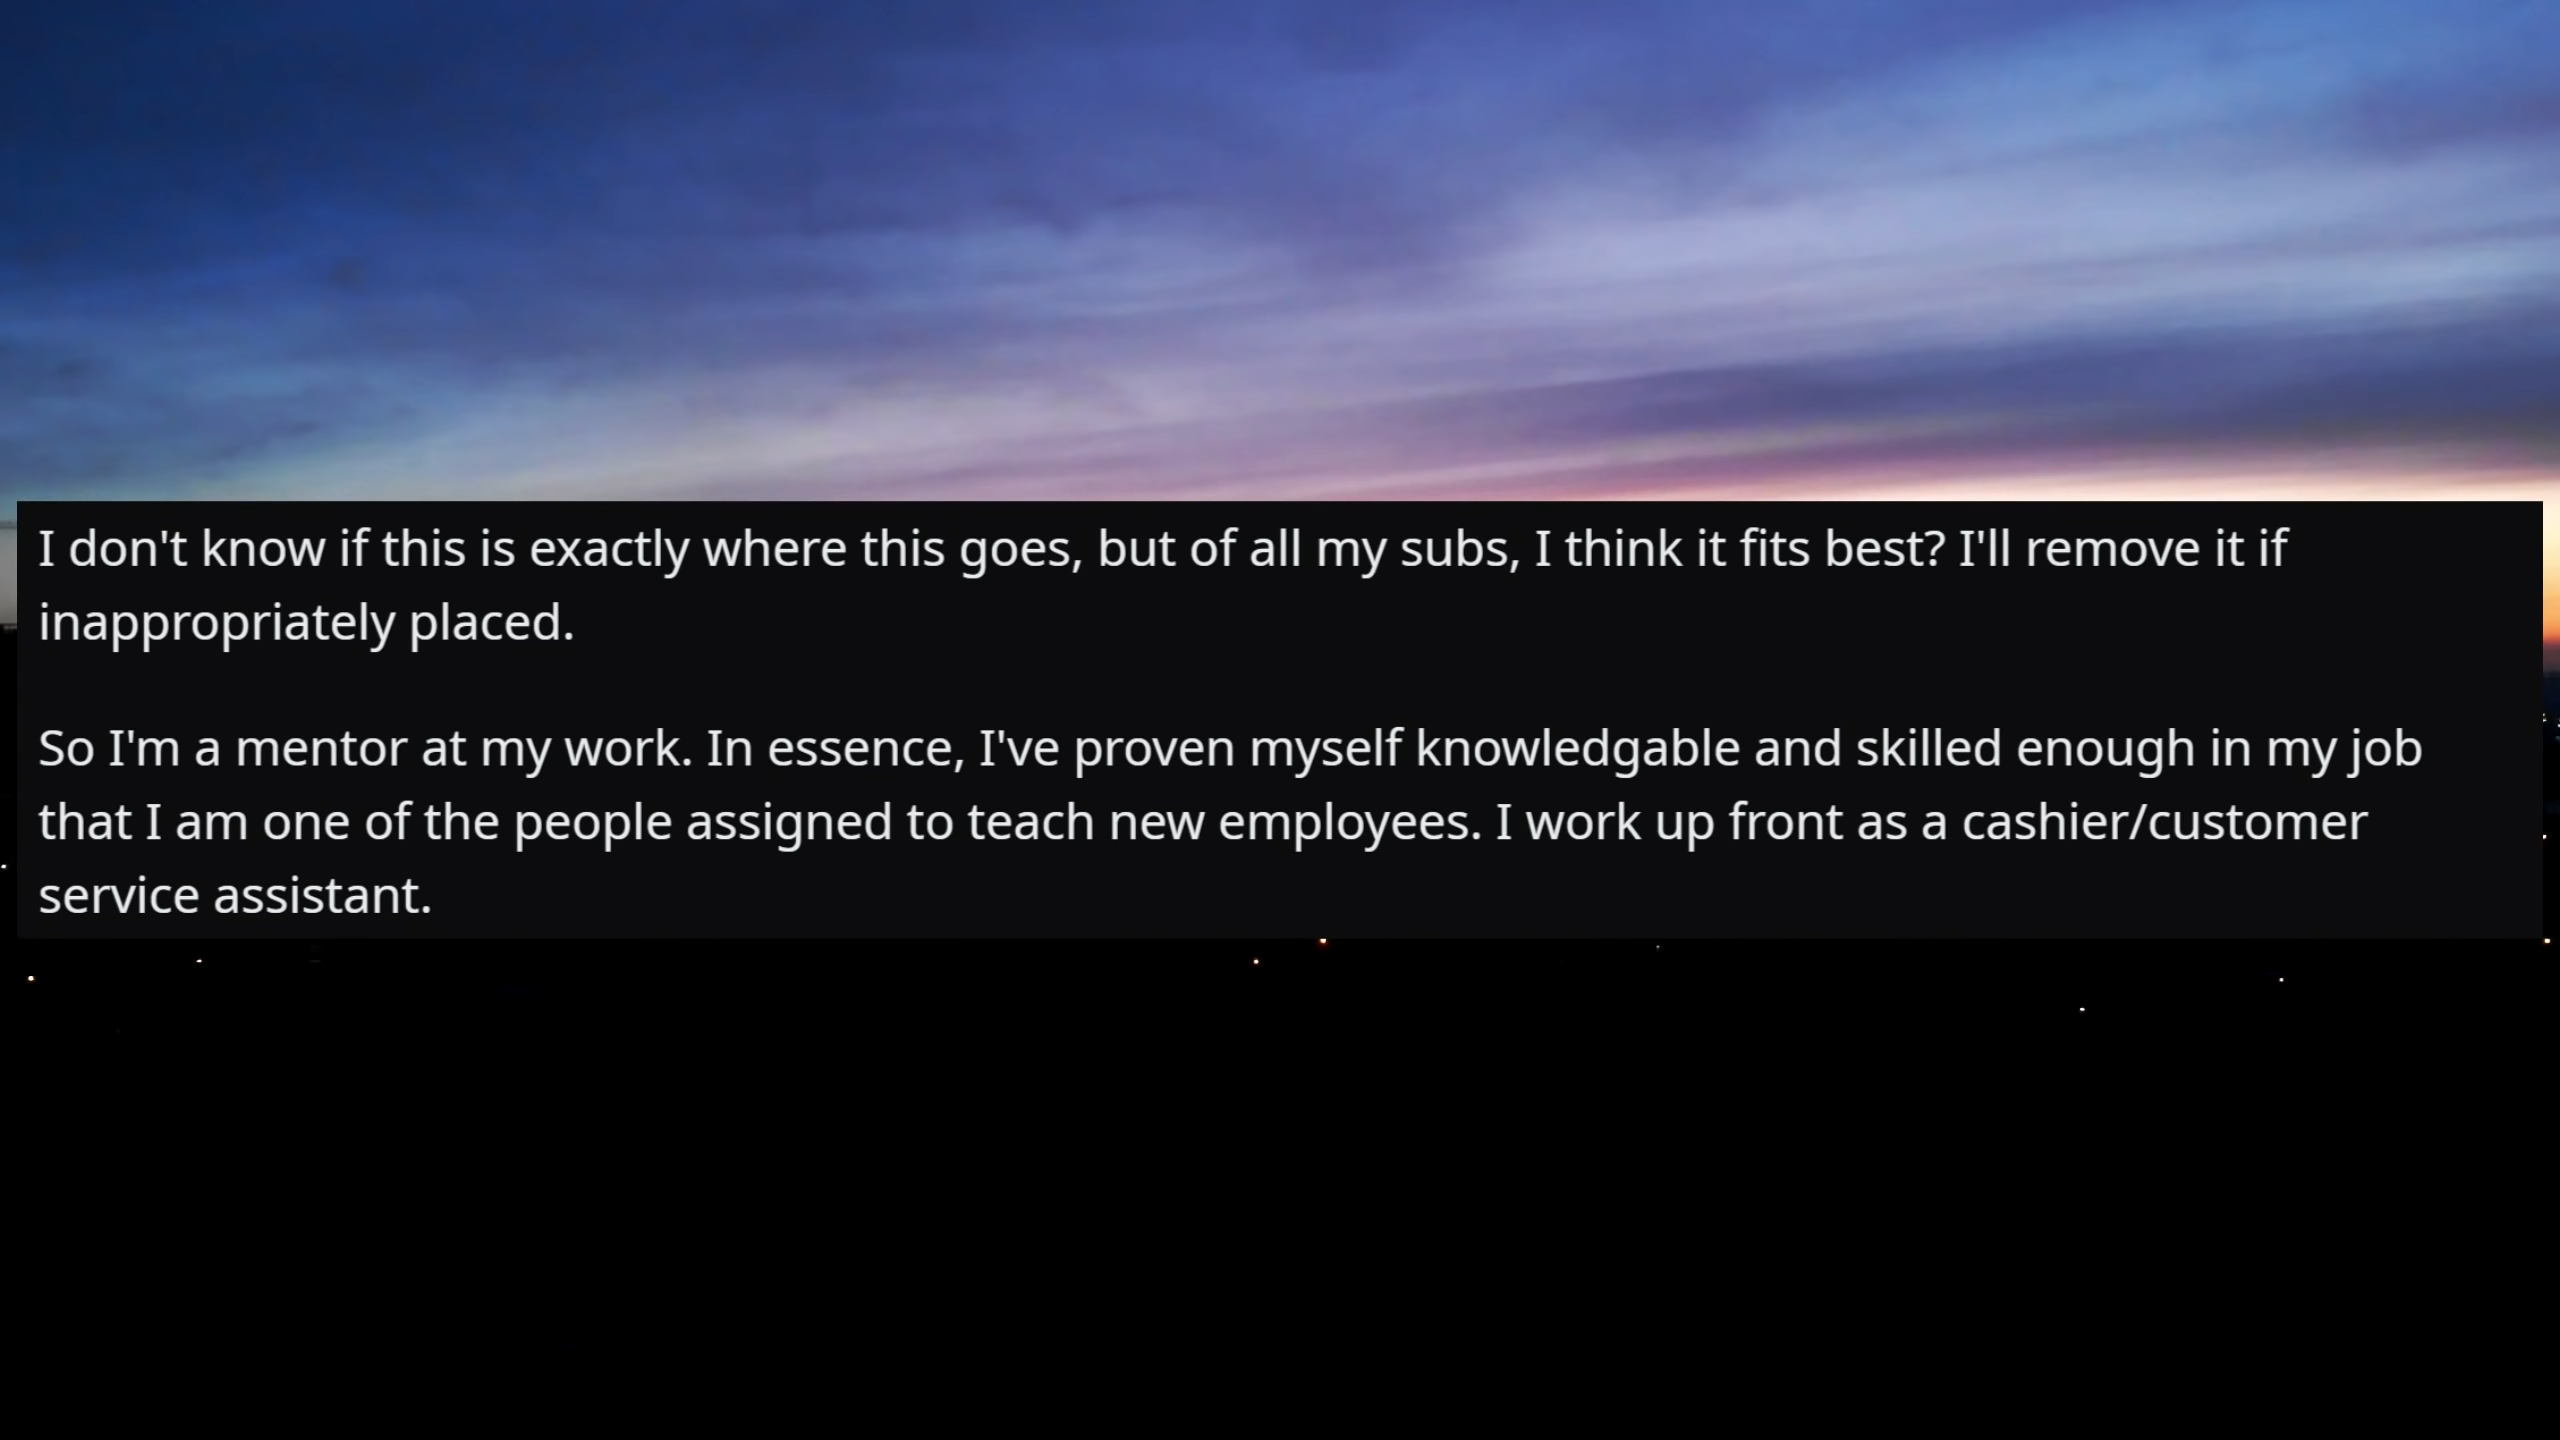 I don't know if this is exactly where this goes, but of all my subs, I think it fits best? I'll remove it if
inappropriately placed.
So I'm a mentor at my work. In essence, I've proven myself knowledgable and skilled enough in my job
that I am one of the people assigned to teach new employees. I work up front as a cashier/customer
service assistant.